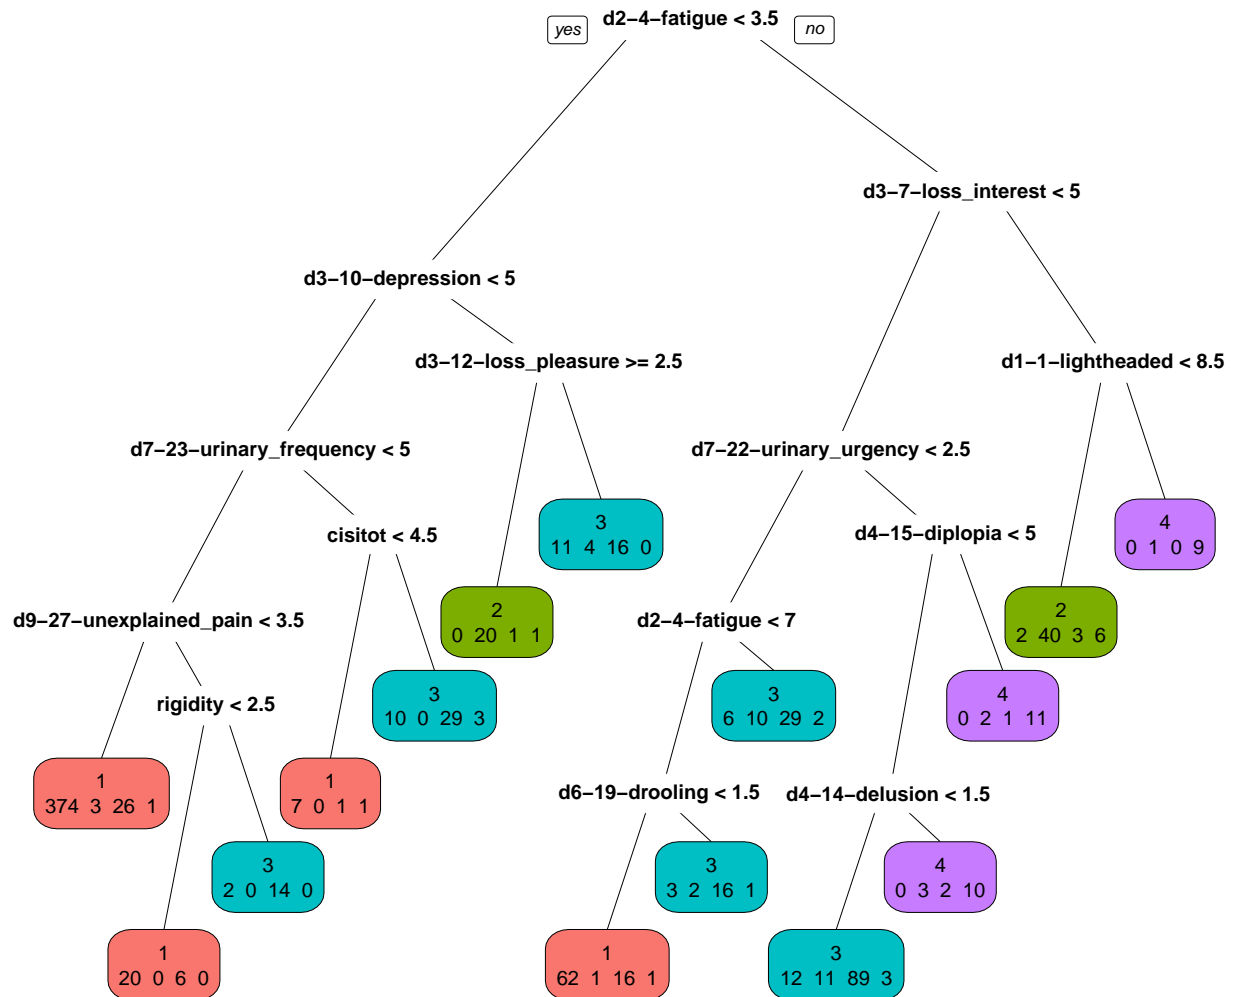 d2−4−fatigue < 3.5
yes
no
d3−7−loss_interest < 5
d3−10−depression < 5
d3−12−loss_pleasure >= 2.5
d1−1−lightheaded < 8.5
d7−23−urinary_frequency < 5
d7−22−urinary_urgency < 2.5
3
11 4 16 0
4
0 1 0 9
cisitot < 4.5
d4−15−diplopia < 5
2
0 20 1 1
2
2 40 3 6
d9−27−unexplained_pain < 3.5
d2−4−fatigue < 7
3
10 0 29 3
3
6 10 29 2
4
0 2 1 11
rigidity < 2.5
1
374 3 26 1
1
7 0 1 1
d6−19−drooling < 1.5
d4−14−delusion < 1.5
3
2 0 14 0
3
3 2 16 1
4
0 3 2 10
1
20 0 6 0
1
62 1 16 1
3
12 11 89 3